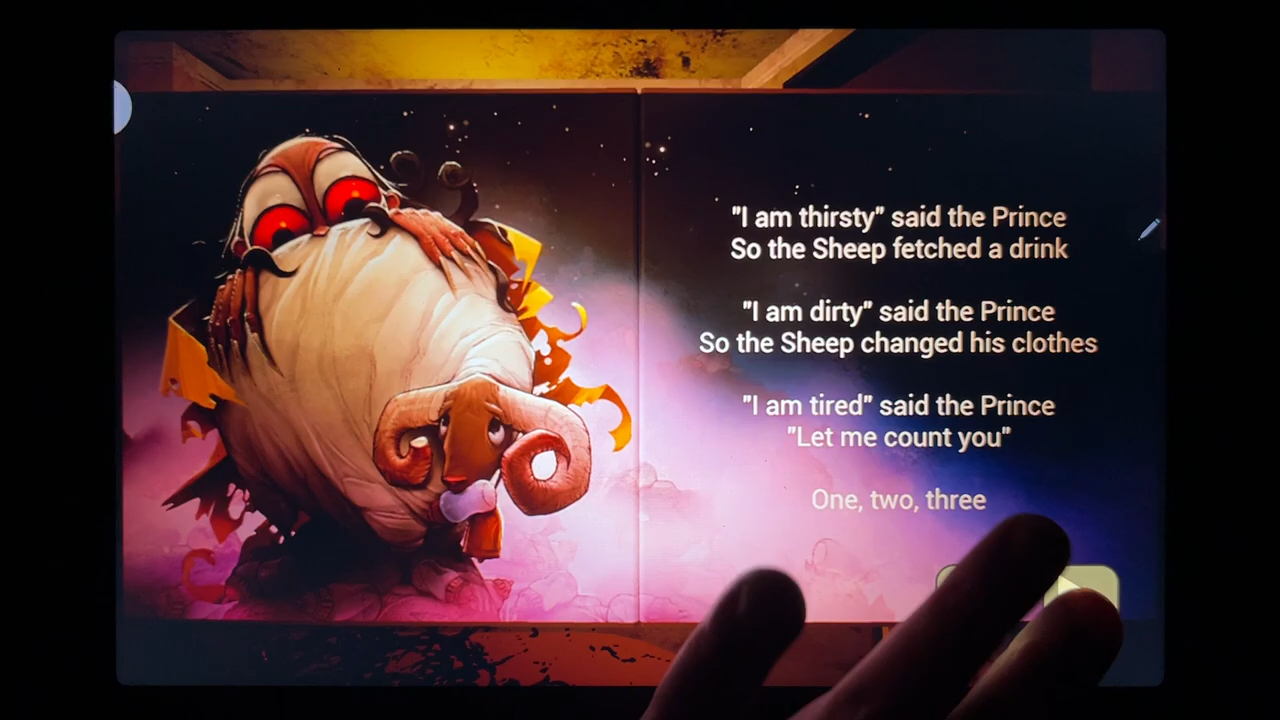 "I am thirsty" said the Prince
So the Sheep fetched a drink
"I am dirty" said the Prince
So the Sheep changed his clothes
"I am tired" said the Prince
"Let me count you"
One, two, three